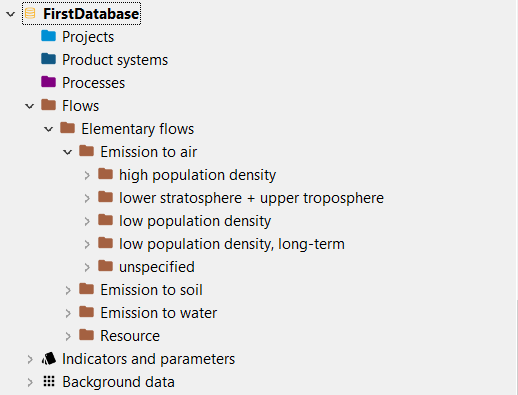 FirstDatabase
Projects
Product systems
Processes
Flows
Elementary flows
Emission to air
high population density
lower stratosphere + upper troposphere
low population density
low population density, long-term
unspecified
Emission to soil
Emission to water
Resource
Indicators and parameters
Background data